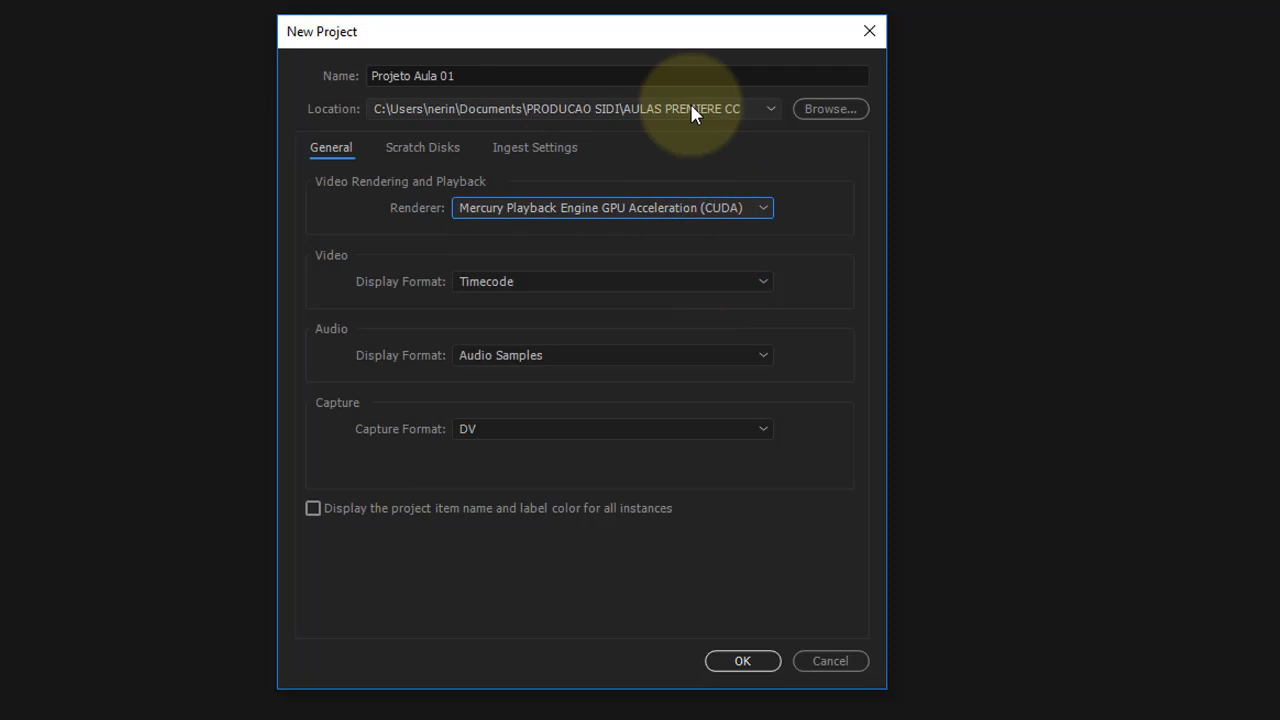 New Project
Name: Projeto Aula 01
Location: C:\Users\nerin\Documents\PRODUCAO SIDI\AULAS PREMIERE CC Browse...
General Scratch Disks Ingest Settings
Video Rendering and Playback
Renderer: Mercury Playback Engine GPU Acceleration (CUDA)
Video
Display Format: Timecode
Audio
Display Format: Audio Samples
Capture
Capture Format: DV
Display the project item name and label color for all instances
OK Cancel